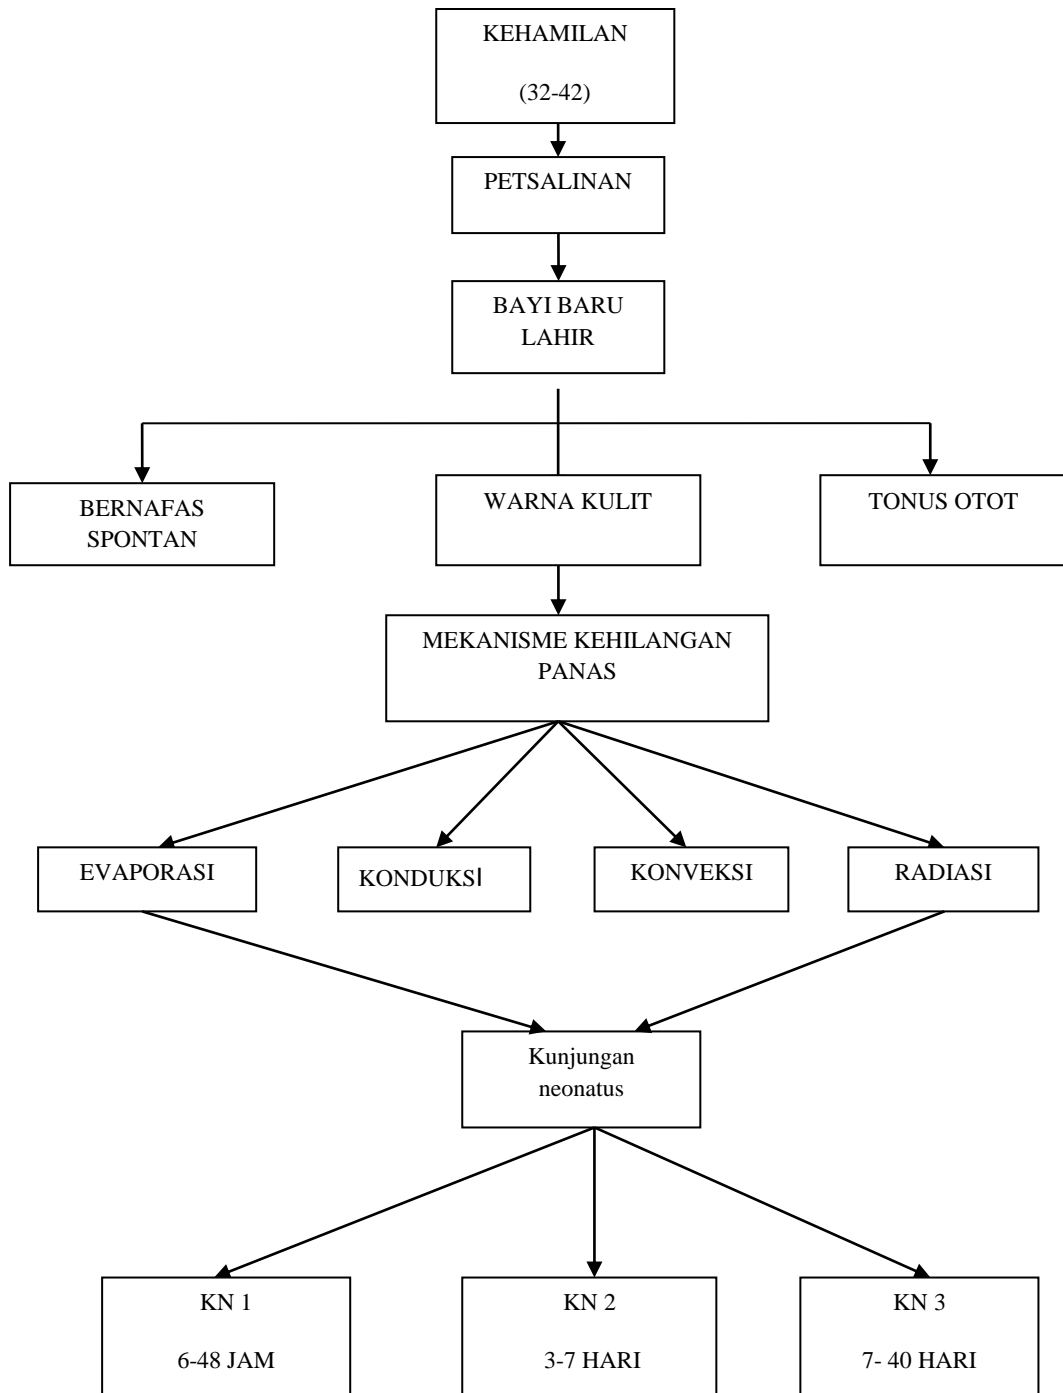 KEHAMILAN
(32-42)
PETSALINAN
BAYI BARU
LAHIR
BERNAFAS
SPONTAN
WARNA KULIT
TONUS OTOT
MEKANISME KEHILANGAN
PANAS
EVAPORASI
KONDUKSI
KONVEKSI
RADIASI
Kunjungan
neonatus
KN 1
6-48 JAM
KN 2
3-7 HARI
KN 3
7- 40 HARI